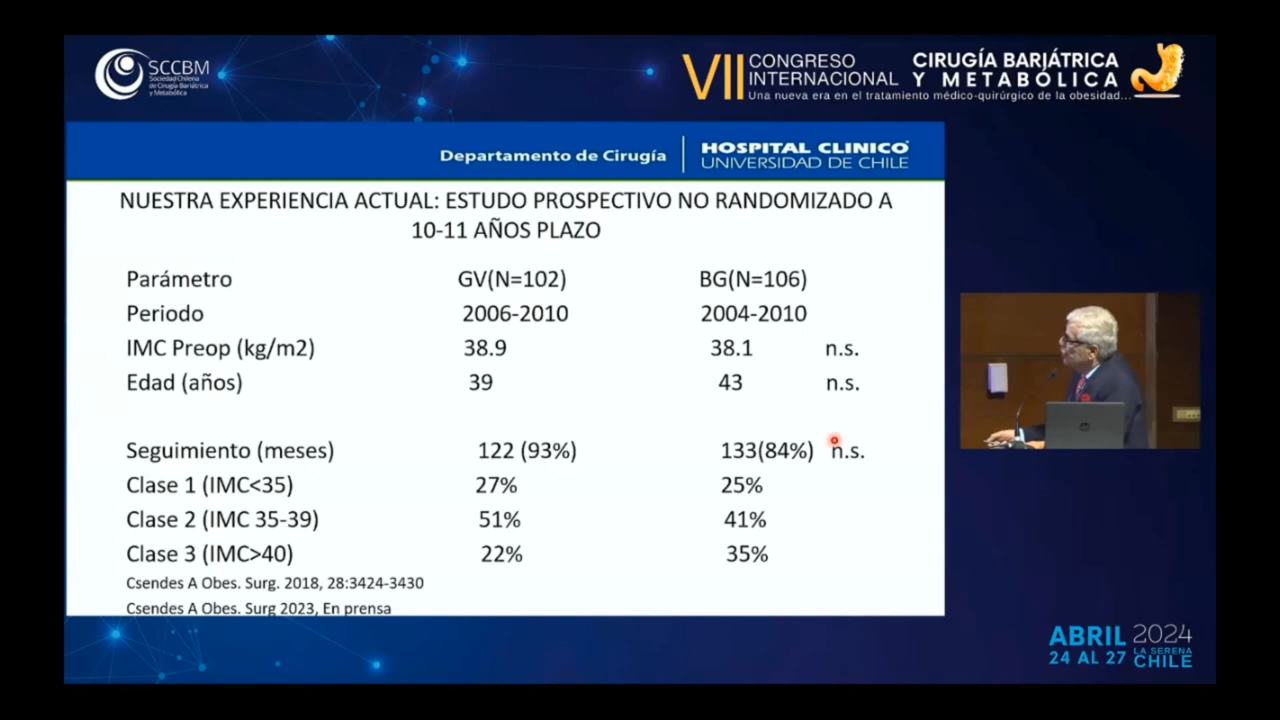 SCCBM
Sociedad Chilena
de Cirugía Bariátrica
y Metabólica
VII CONGRESO INTERNACIONAL
CIRUGÍA BARIÁTRICA
Y METABÓLICA
Una nueva era en el tratamiento médico-quirúrgico de la obesidad...
Departamento de Cirugía
HOSPITAL CLINICO
UNIVERSIDAD DE CHILE
NUESTRA EXPERIENCIA ACTUAL: ESTUDO PROSPECTIVO NO RANDOMIZADO A
10-11 AÑOS PLAZO
Parámetro GV(N=102) BG(N=106)
Periodo 2006-2010 2004-2010
IMC Preop (kg/m2) 38.9 38.1 n.s.
Edad (años) 39 43 n.s.
Seguimiento (meses) 122 (93%) 133(84%) n.s.
Clase 1 (IMC<35) 27% 25%
Clase 2 (IMC 35-39) 51% 41%
Clase 3 (IMC>40) 22% 35%
Csendes A Obes. Surg. 2018, 28:3424-3430
Csendes A Obes. Surg 2023, En prensa
ABRIL 2024
24 AL 27 LA SERENA
CHILE